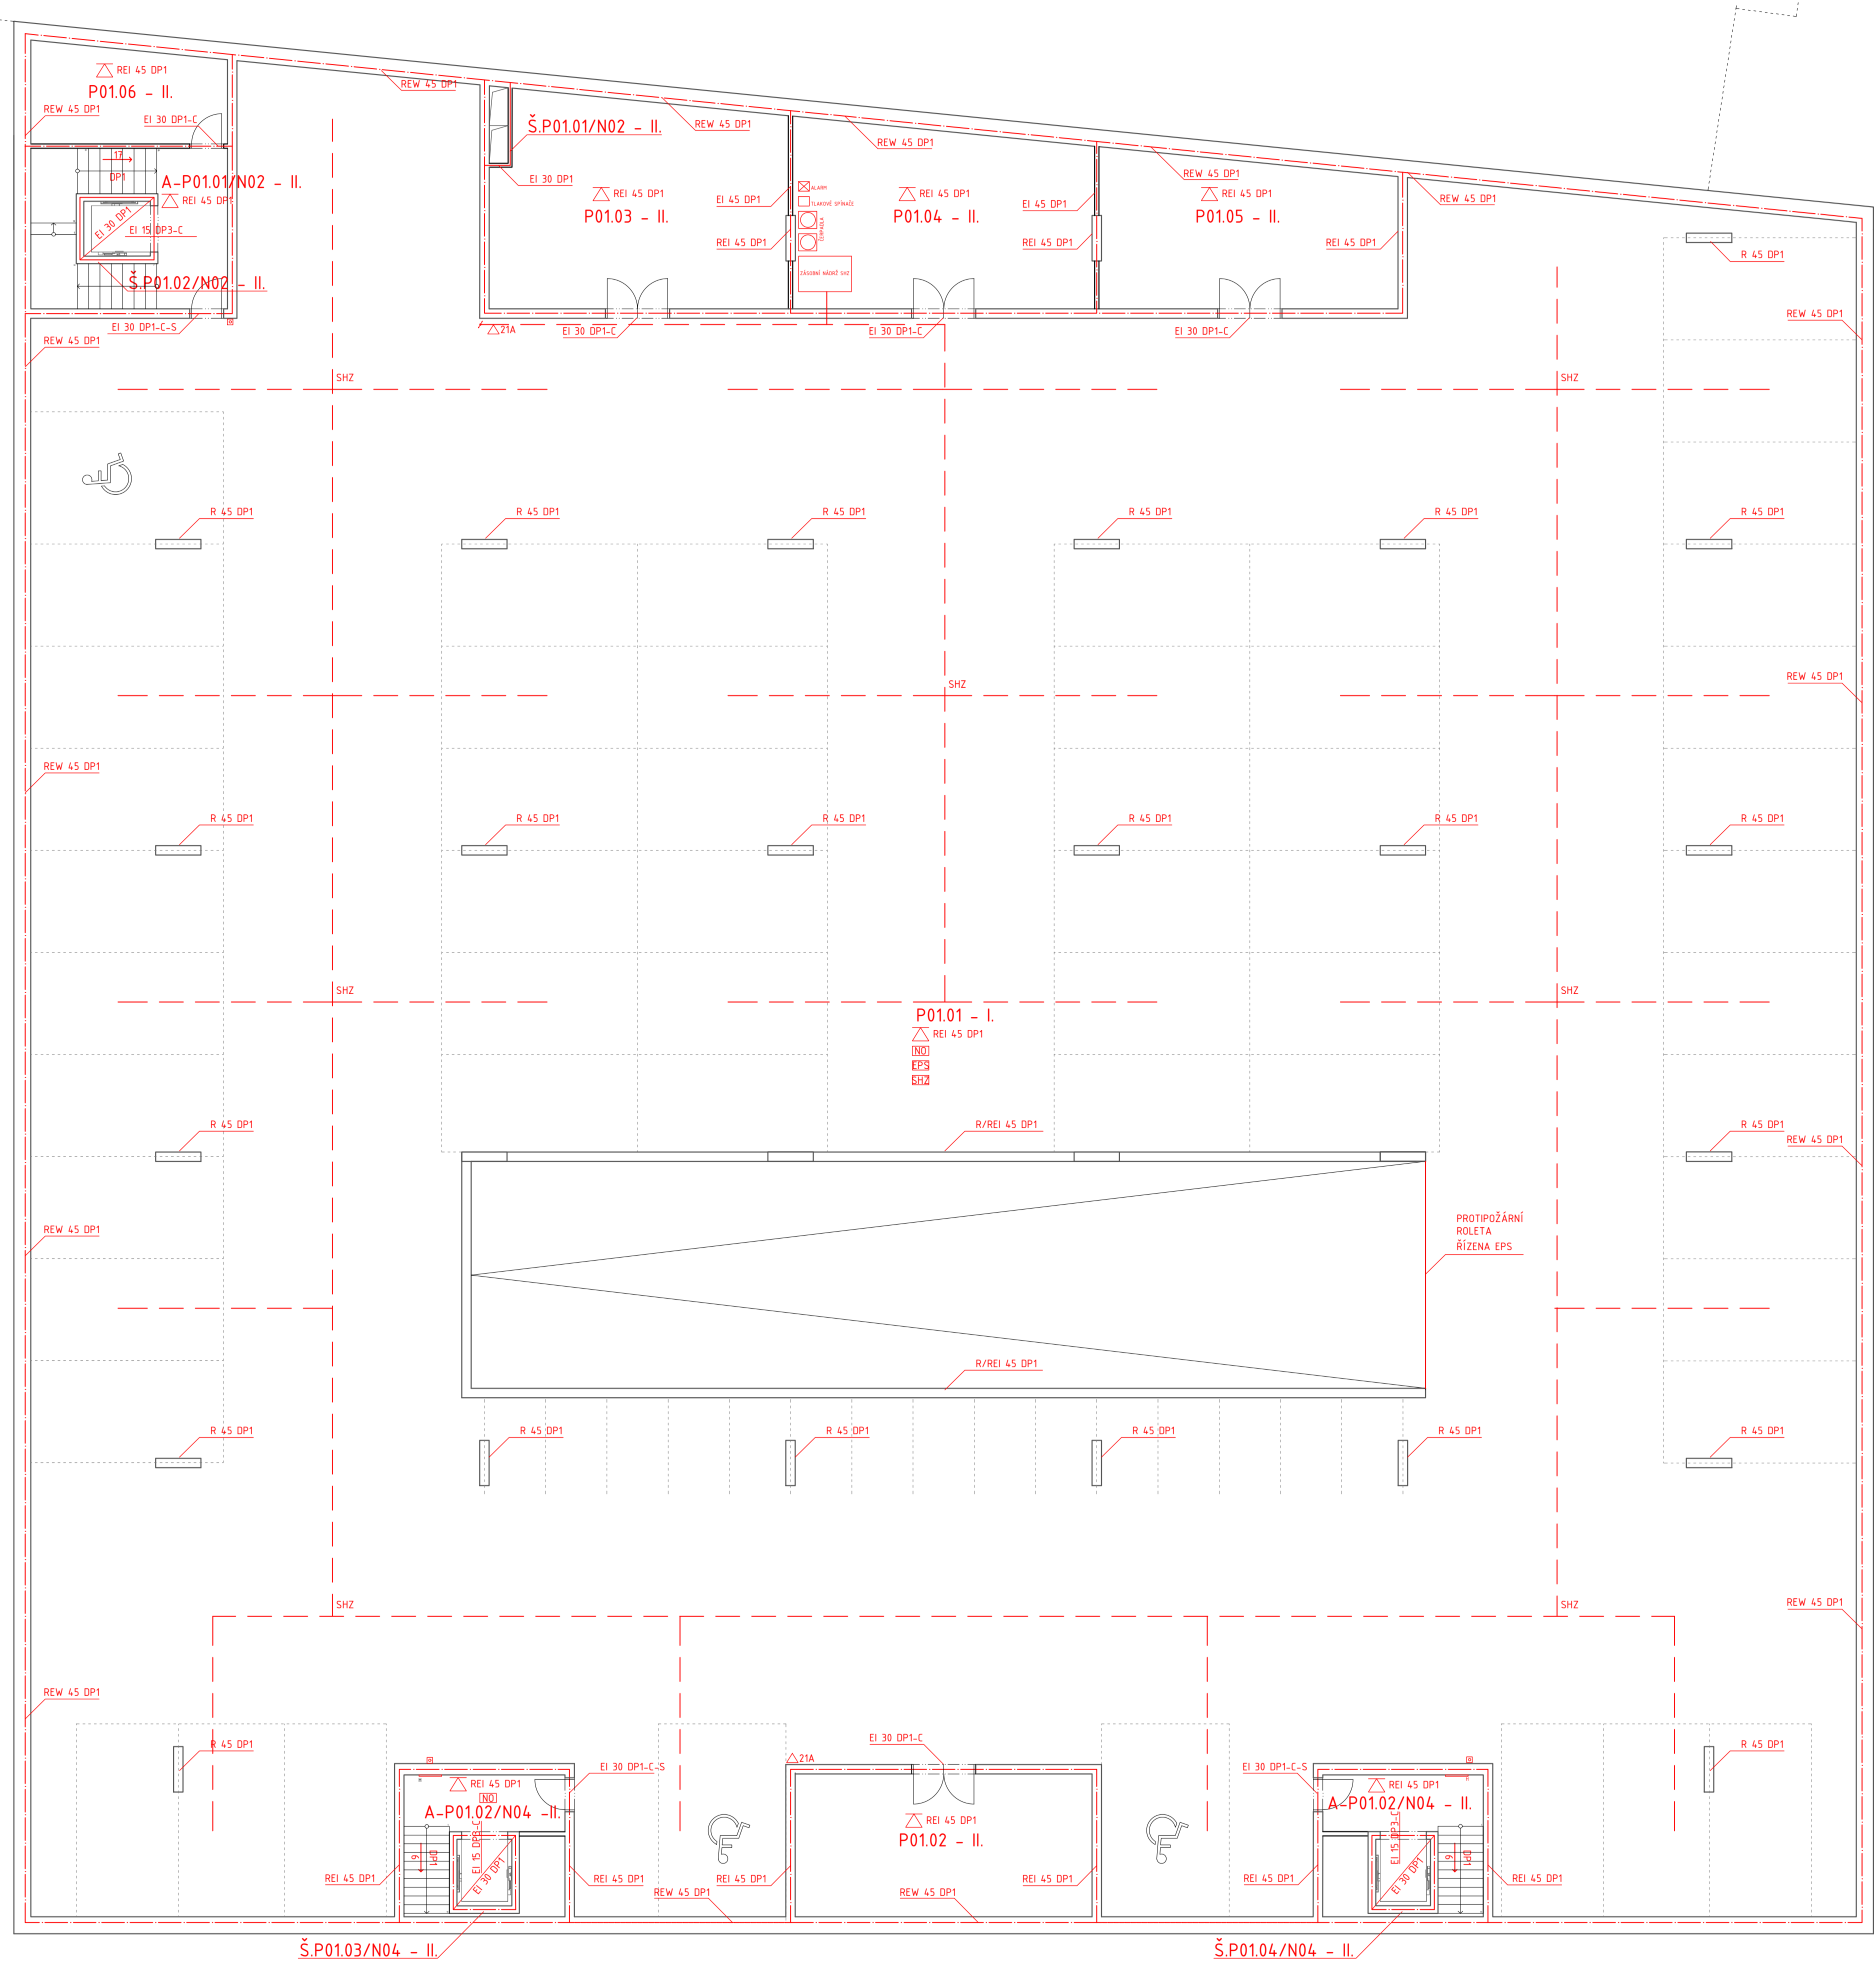 REI 45 DP1
P01.06 - II.
REW 45 DP1
EI 30 DP1-C
REW 45 DP1
17
DP1
A-P01.01/N02 - II.
REI 45 DP1
EI 30 DP1
EI 15 DP3-C
Š.P01.02/N02 - II.
EI 30 DP1-C-S
REW 45 DP1
Š.P01.01/N02 - II.
EI 30 DP1
REW 45 DP1
REI 45 DP1
P01.03 - II.
EI 45 DP1
REI 45 DP1
ALARM
TLAKOVÉ SPÍNAČE
ČERPADLA
ZÁSOBNÍ NÁDRŽ SHZ
REW 45 DP1
REI 45 DP1
P01.04 - II.
EI 45 DP1
REI 45 DP1
REW 45 DP1
REI 45 DP1
P01.05 - II.
REI 45 DP1
REW 45 DP1
R 45 DP1
REW 45 DP1
21A
EI 30 DP1-C
EI 30 DP1-C
EI 30 DP1-C
SHZ
SHZ
R 45 DP1
R 45 DP1
R 45 DP1
R 45 DP1
R 45 DP1
R 45 DP1
SHZ
REW 45 DP1
REW 45 DP1
R 45 DP1
R 45 DP1
R 45 DP1
R 45 DP1
R 45 DP1
R 45 DP1
SHZ
SHZ
P01.01 - I.
REI 45 DP1
NO
EPS
SHZ
R 45 DP1
R/REI 45 DP1
R 45 DP1
REW 45 DP1
REW 45 DP1
PROTIPOŽÁRNÍ
ROLETA
ŘÍZENA EPS
R/REI 45 DP1
R 45 DP1
R 45 DP1
R 45 DP1
R 45 DP1
R 45 DP1
R 45 DP1
SHZ
SHZ
REW 45 DP1
REW 45 DP1
R 45 DP1
REI 45 DP1
NO
A-P01.02/N04 -II.
EI 30 DP1-C-S
EI 15 DP3-C
EI 30 DP1
9
DP1
REI 45 DP1
REI 45 DP1
Š.P01.03/N04 - II.
21A
EI 30 DP1-C
REI 45 DP1
P01.02 - II.
REI 45 DP1
REW 45 DP1
REW 45 DP1
REI 45 DP1
EI 30 DP1-C-S
REI 45 DP1
A-P01.02/N04 - II.
EI 15 DP3-C
EI 30 DP1
9
DP1
REI 45 DP1
REI 45 DP1
R 45 DP1
Š.P01.04/N04 - II.